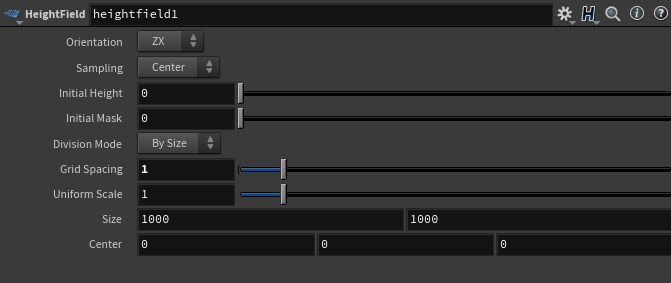 HeightField heightfield1
Orientation ZX
Sampling Center
Initial Height 0
Initial Mask 0
Division Mode By Size
Grid Spacing 1
Uniform Scale 1
Size 1000 1000
Center 0 0 0